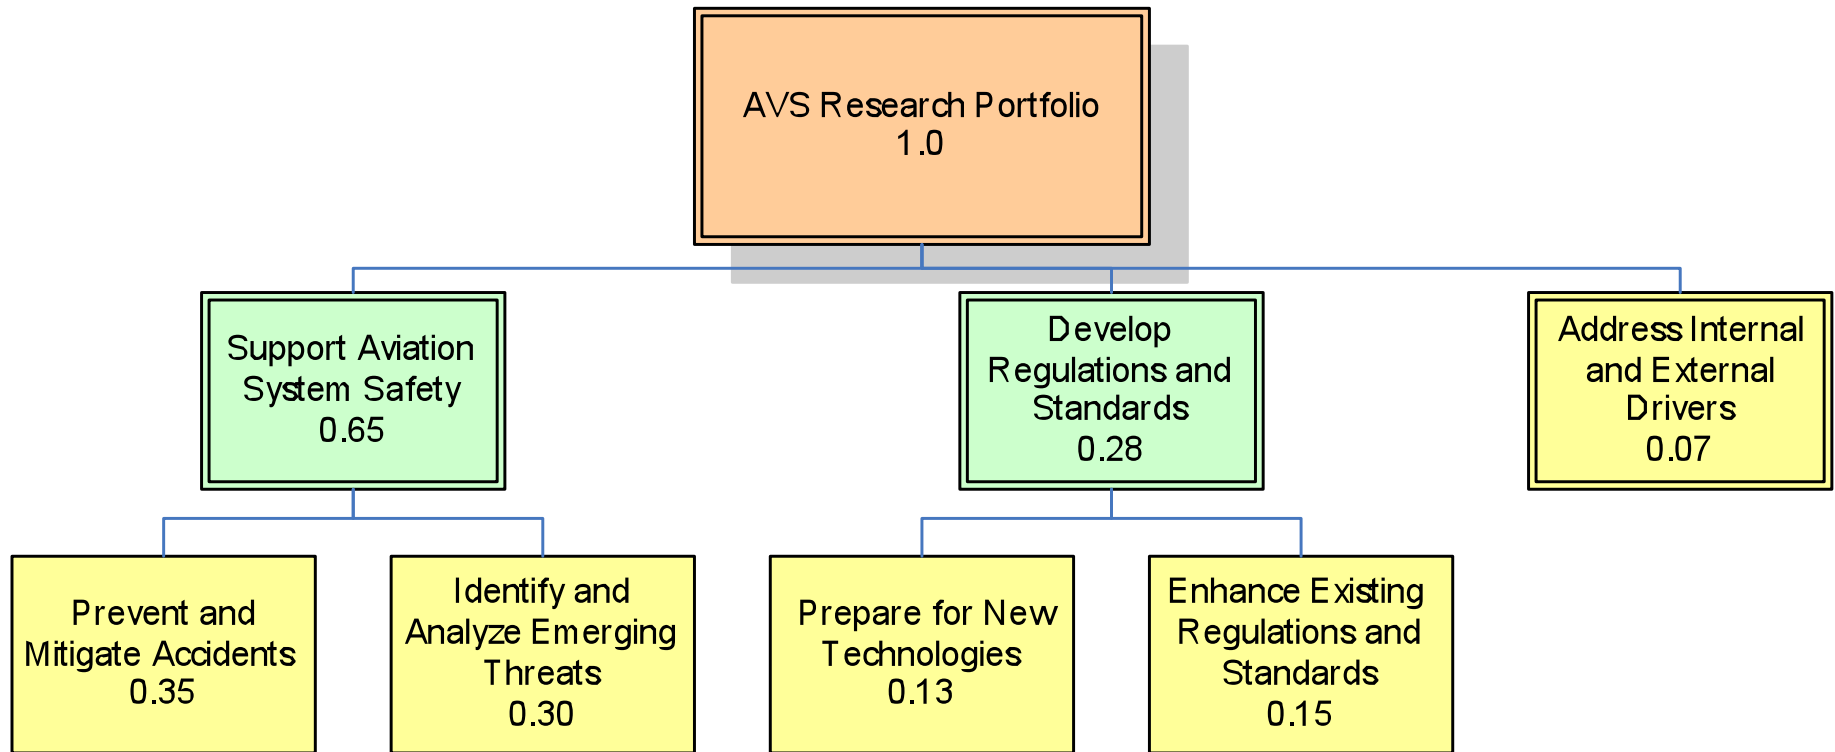 AVS Research Portfolio
1.0
Support Aviation
System Safety
0.65
Develop
Regulations and
Standards
0.28
Address Internal
and External
Drivers
0.07
Prevent and
Mitigate Accidents
0.35
Identify and
Analyze Emerging
Threats
0.30
Prepare for New
Technologies
0.13
Enhance Existing
Regulations and
Standards
0.15